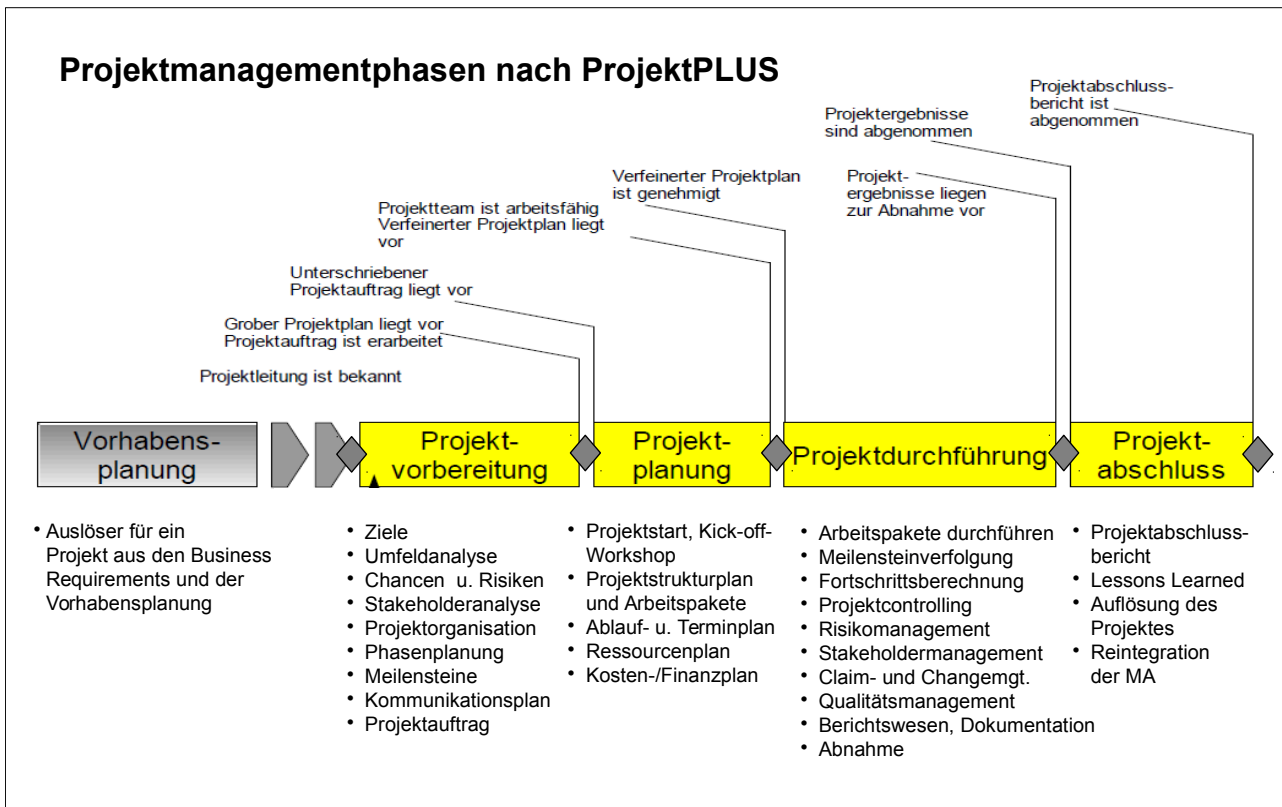 Projektmanagementphasen nach ProjektPLUS
Projektabschluss-
bericht ist
abgenommen
Projektergebnisse
sind abgenommen
Verfeinerter Projektplan
ist genehmigt
Projekt-
ergebnisse liegen
zur Abnahme vor
Projektteam ist arbeitsfähig
Verfeinerter Projektplan liegt
vor
Unterschriebener
Projektauftrag liegt vor
Grober Projektplan liegt vor
Projektauftrag ist erarbeitet
Projektleitung ist bekannt
Vorhabens-
planung
Projekt-
vorbereitung
Projekt-
planung
Projektdurchführung
Projekt-
abschluss
• Auslöser für ein
Projekt aus den Business
Requirements und der
Vorhabensplanung
• Ziele
• Umfeldanalyse
• Chancen u. Risiken
• Stakeholderanalyse
• Projektorganisation
• Phasenplanung
• Meilensteine
• Kommunikationsplan
• Projektauftrag
• Projektstart, Kick-off-
Workshop
• Projektstrukturplan
und Arbeitspakete
• Ablauf- u. Terminplan
• Ressourcenplan
• Kosten-/Finanzplan
• Arbeitspakete durchführen
• Meilensteinverfolgung
• Fortschrittsberechnung
• Projektcontrolling
• Risikomanagement
• Stakeholdermanagement
• Claim- und Changemgt.
• Qualitätsmanagement
• Berichtswesen, Dokumentation
• Abnahme
• Projektabschluss-
bericht
• Lessons Learned
• Auflösung des
Projektes
• Reintegration
der MA